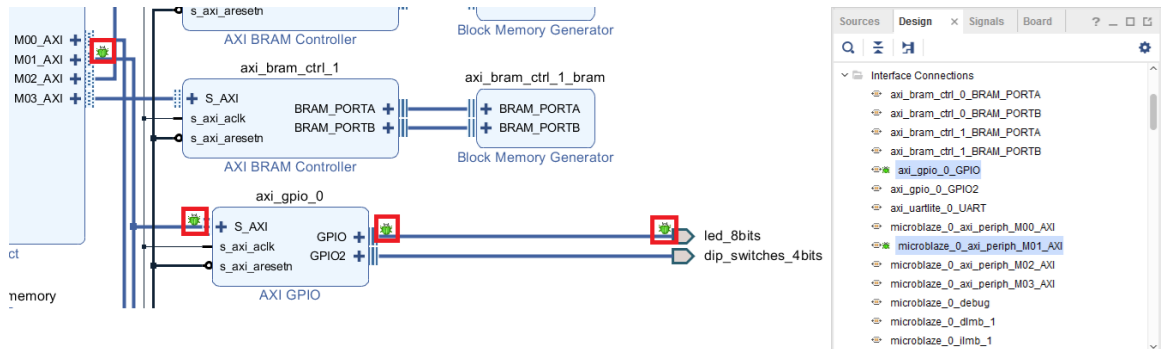 s_axi_aresetn
AXI BRAM Controller
Block Memory Generator
M00_AXI
M01_AXI
M02_AXI
M03_AXI
axi_bram_ctrl_1
S_AXI
s_axi_aclk
s_axi_aresetn
BRAM_PORTA
BRAM_PORTB
AXI BRAM Controller
axi_bram_ctrl_1_bram
BRAM_PORTA
BRAM_PORTB
Block Memory Generator
axi_gpio_0
S_AXI
s_axi_aclk
s_axi_aresetn
GPIO
GPIO2
AXI GPIO
led_8bits
dip_switches_4bits
ct
memory
Sources Design × Signals Board ?
Interface Connections
axi_bram_ctrl_0_BRAM_PORTA
axi_bram_ctrl_0_BRAM_PORTB
axi_bram_ctrl_1_BRAM_PORTA
axi_bram_ctrl_1_BRAM_PORTB
axi_gpio_0_GPIO
axi_gpio_0_GPIO2
axi_uartlite_0_UART
microblaze_0_axi_periph_M00_AXI
microblaze_0_axi_periph_M01_AXI
microblaze_0_axi_periph_M02_AXI
microblaze_0_axi_periph_M03_AXI
microblaze_0_debug
microblaze_0_dlmb_1
microblaze_0_ilmb_1